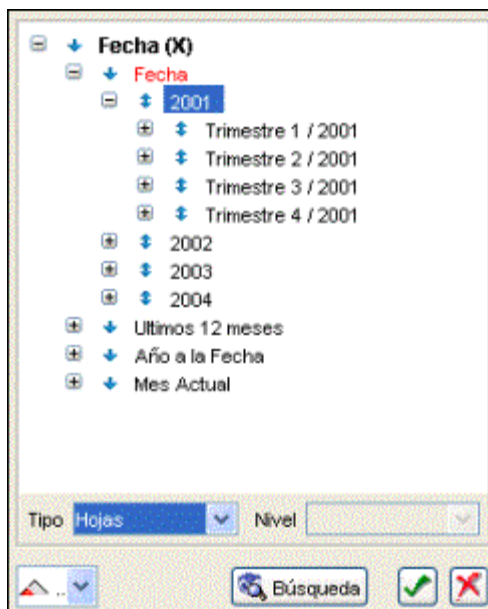 Fecha (X)
Fecha
2001
Trimestre 1 / 2001
Trimestre 2 / 2001
Trimestre 3 / 2001
Trimestre 4 / 2001
2002
2003
2004
Ultimos 12 meses
Año a la Fecha
Mes Actual
Tipo Hojas Nivel
.. Búsqueda